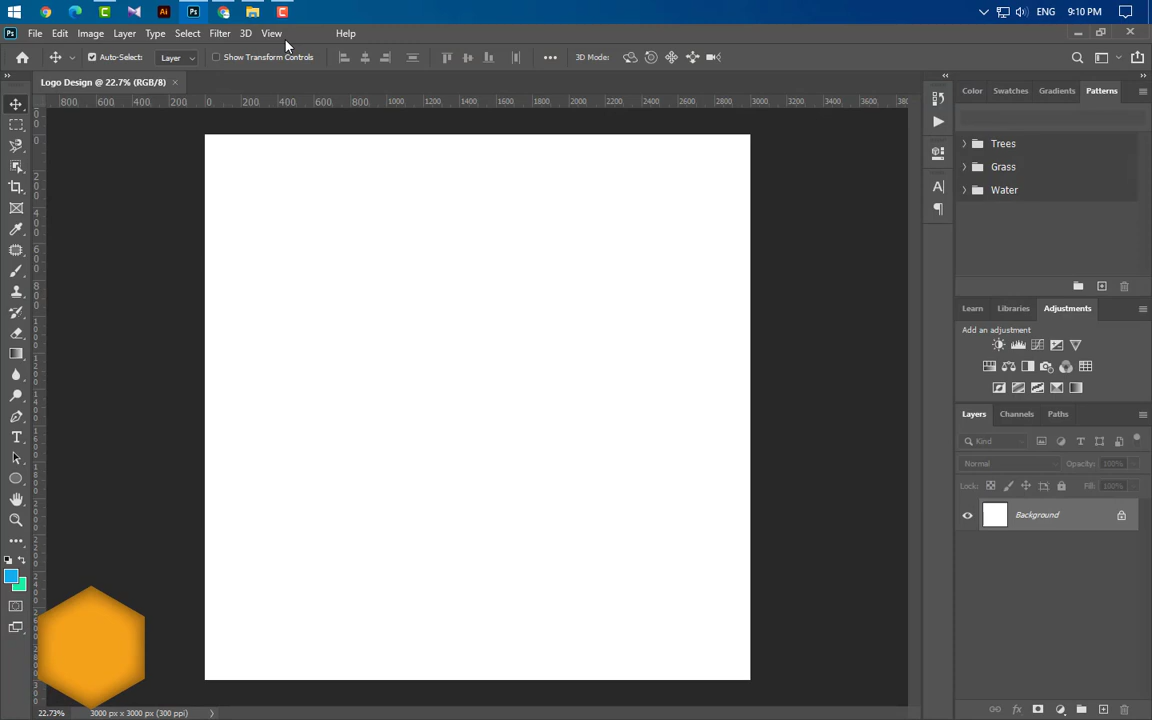 Ps Ai Ps ENG 9:10 PM
Ps File Edit Image Layer Type Select Filter 3D View Help
Auto-Select: Layer Show Transform Controls 3D Mode:
Logo Design @ 22.7% (RGB/8) ×
800 600 400 200 0 200 400 600 800 1000 1200 1400 1600 1800 2000 2200 2400 2600 2800 3000 3200 3400 3600
Color Swatches Gradients Patterns
Trees
Grass
Water
Learn Libraries Adjustments
Add an adjustment
Layers Channels Paths
Kind
Normal Opacity: 100%
Lock: Fill: 100%
Background
22.73% 3000 px x 3000 px (300 ppi)